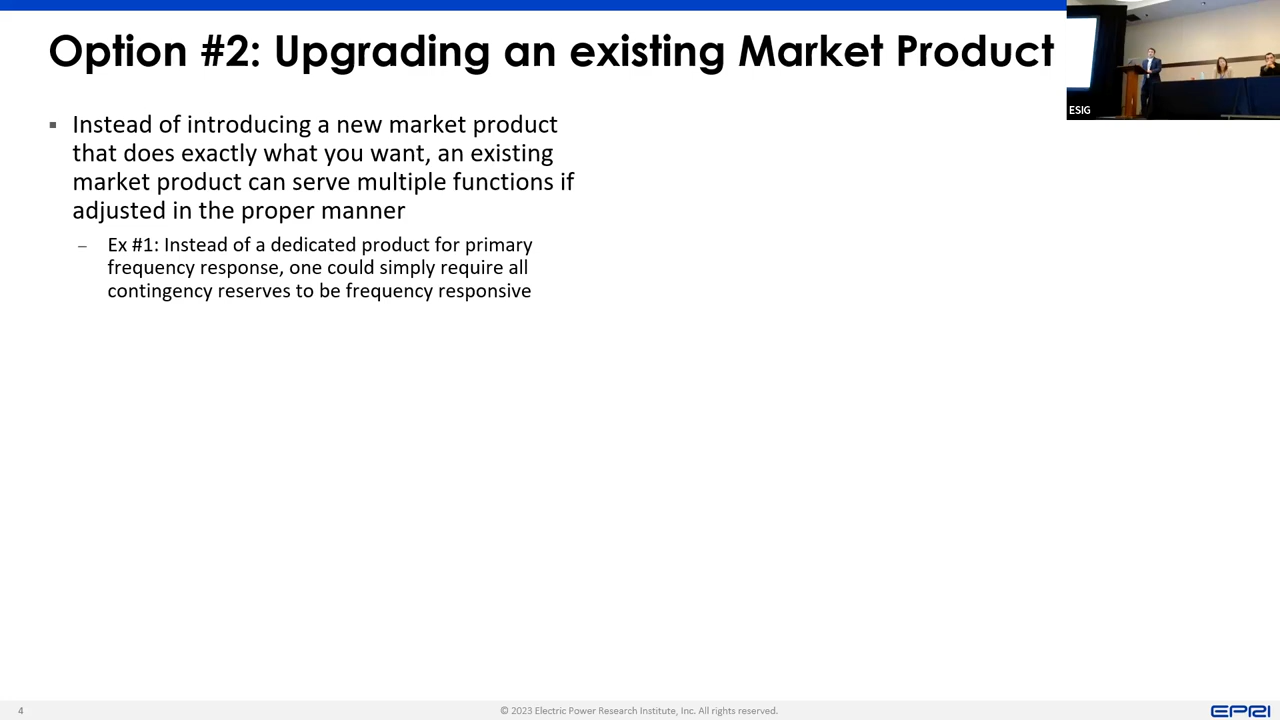 Option #2: Upgrading an existing Market Product
ESIG
▪ Instead of introducing a new market product
that does exactly what you want, an existing
market product can serve multiple functions if
adjusted in the proper manner
– Ex #1: Instead of a dedicated product for primary
frequency response, one could simply require all
contingency reserves to be frequency responsive
4
© 2023 Electric Power Research Institute, Inc. All rights reserved.
EPRI